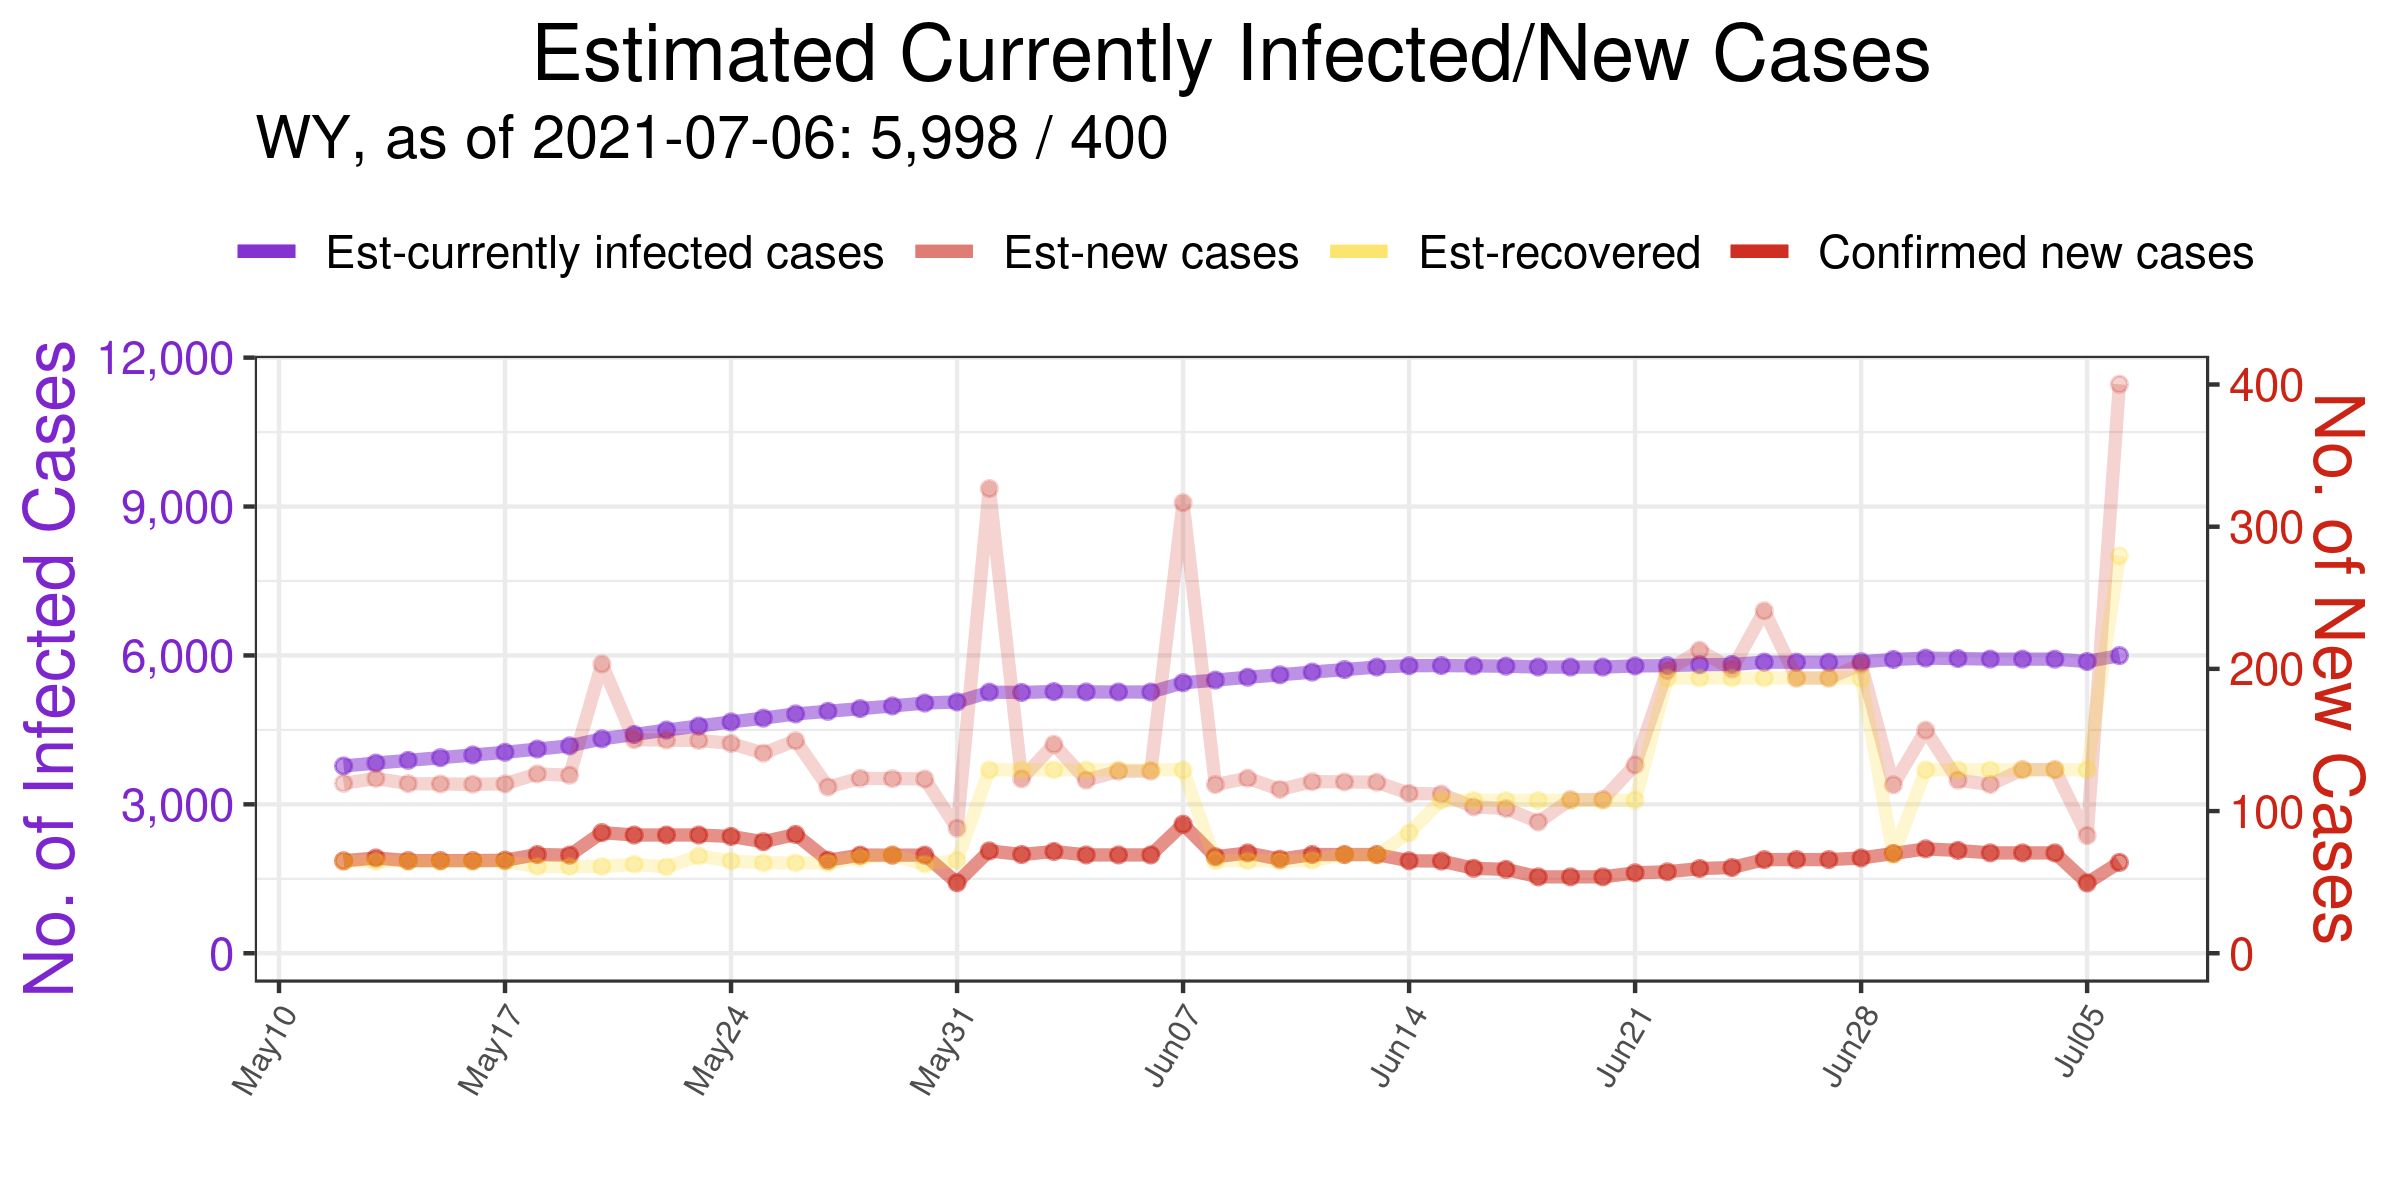 Estimated Currently Infected/New Cases
WY, as of 2021-07-06: 5,998 / 400
Est-currently infected cases Est-new cases Est-recovered Confirmed new cases
No. of Infected Cases
12,000
9,000
6,000
3,000
0
400
300
200
100
0
No. of New Cases
May10 May17 May24 May31 Jun07 Jun14 Jun21 Jun28 Jul05